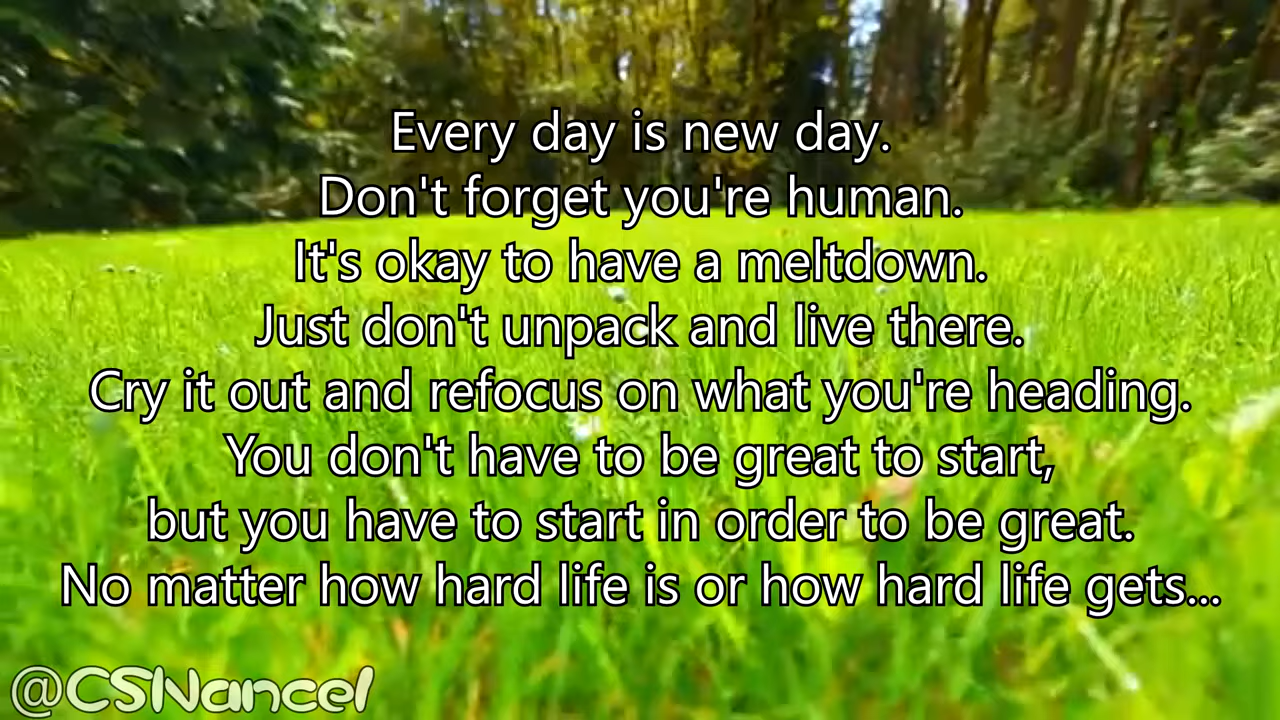 Every day is new day.
Don't forget you're human.
It's okay to have a meltdown.
Just don't unpack and live there.
Cry it out and refocus on what you're heading.
You don't have to be great to start,
but you have to start in order to be great.
No matter how hard life is or how hard life gets...
@CSNancel